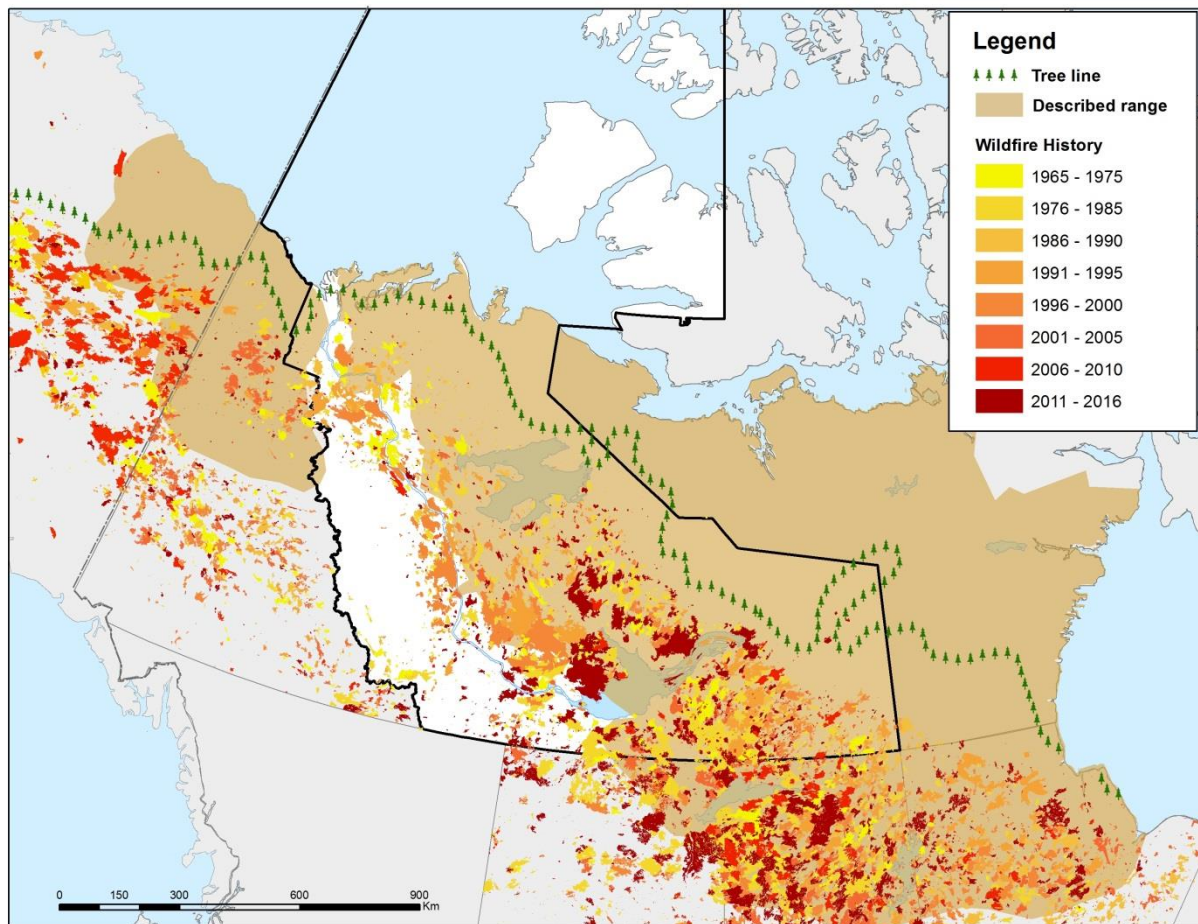 Legend
Tree line
Described range
Wildfire History
1965 - 1975
1976 - 1985
1986 - 1990
1991 - 1995
1996 - 2000
2001 - 2005
2006 - 2010
2011 - 2016
0 150 300 600 900
Km